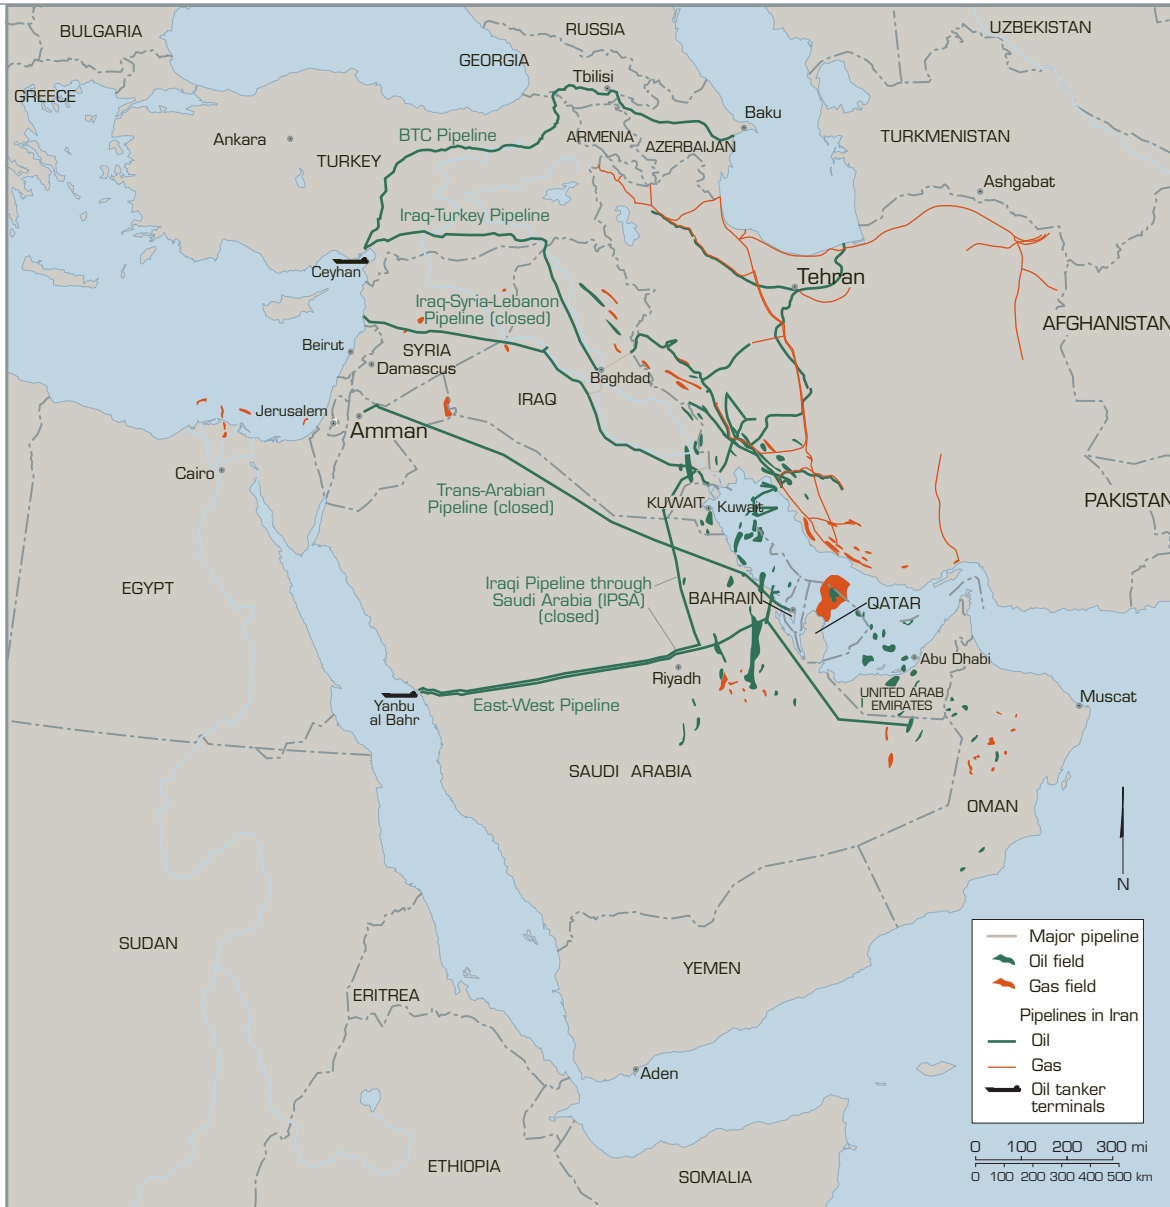 BULGARIA
RUSSIA
UZBEKISTAN
GEORGIA
Tbilisi
GREECE
Baku
Ankara
BTC Pipeline
ARMENIA
AZERBAIJAN
TURKMENISTAN
TURKEY
Ashgabat
Iraq-Turkey Pipeline
Ceyhan
Tehran
Iraq-Syria-Lebanon
Pipeline (closed)
AFGHANISTAN
Beirut
SYRIA
Damascus
Baghdad
IRAQ
Jerusalem
Amman
Cairo
Trans-Arabian
Pipeline (closed)
KUWAIT
Kuwait
PAKISTAN
EGYPT
Iraqi Pipeline through
Saudi Arabia (IPSA)
(closed)
BAHRAIN
QATAR
Riyadh
Abu Dhabi
Yanbu
al Bahr
East-West Pipeline
UNITED ARAB
EMIRATES
Muscat
SAUDI ARABIA
OMAN
N
SUDAN
YEMEN
ERITREA
Aden
ETHIOPIA
SOMALIA
Major pipeline
Oil field
Gas field
Pipelines in Iran
Oil
Gas
Oil tanker
terminals
0 100 200 300 mi
0 100 200 300 400 500 km